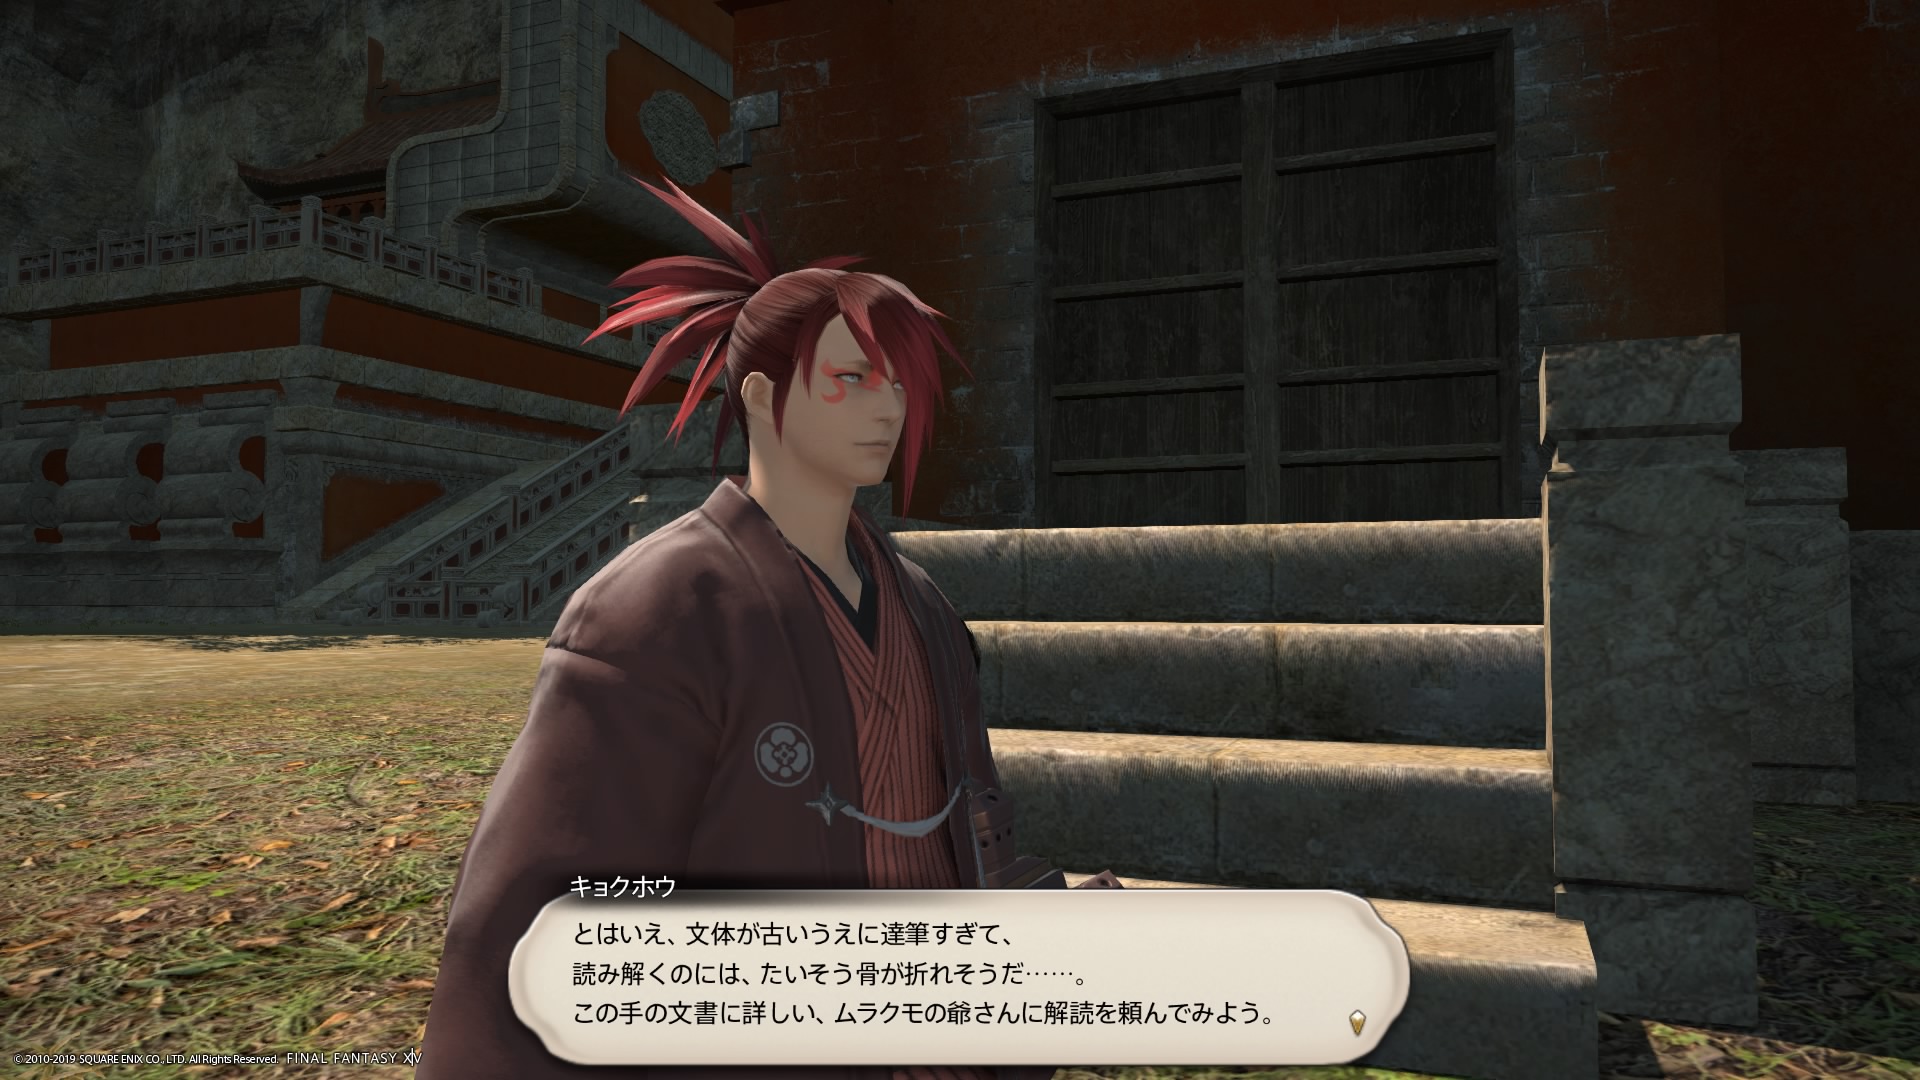 キョクホウ
とはいえ、文体が古いうえに達筆すぎて、
読み解くのには、たいそう骨が折れそうだ……。
この手の文書に詳しい、ムラクモの爺さんに解読を頼んでみよう。
© 2010-2019 SQUARE ENIX CO., LTD. All Rights Reserved. FINAL FANTASY XIV